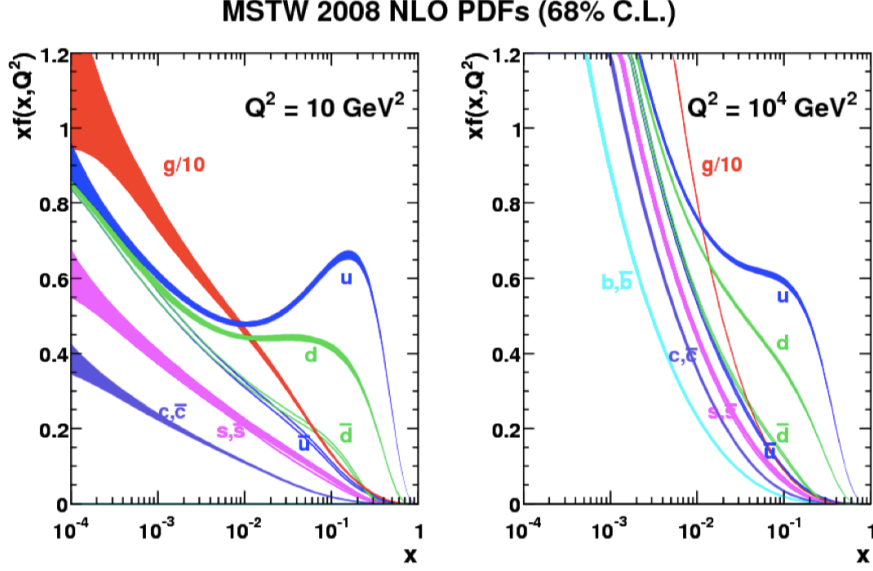 MSTW 2008 NLO PDFs (68% C.L.)
xf(x,Q²)
1.2
1
0.8
0.6
0.4
0.2
0
Q² = 10 GeV²
g/10
u
d
c,c̅
s,s̅
u̅
d̅
10⁻⁴
10⁻³
10⁻²
10⁻¹
1
x
xf(x,Q²)
1.2
1
0.8
0.6
0.4
0.2
0
Q² = 10⁴ GeV²
g/10
b,b̅
u
d
c,c̅
s,s̅
d̅
u̅
10⁻⁴
10⁻³
10⁻²
10⁻¹
1
x